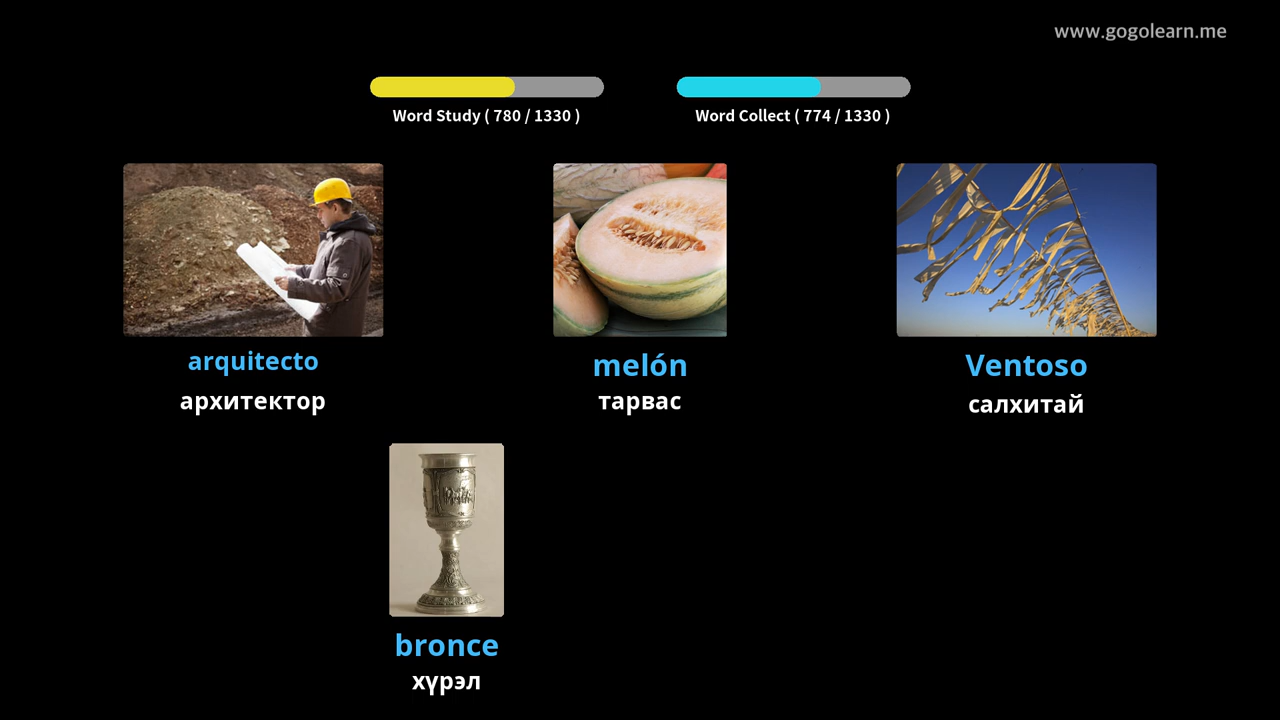 www.gogolearn.me
Word Study ( 780 / 1330 )
Word Collect ( 774 / 1330 )
arquitecto
архитектор
melón
тарвас
Ventoso
салхитай
bronce
хүрэл